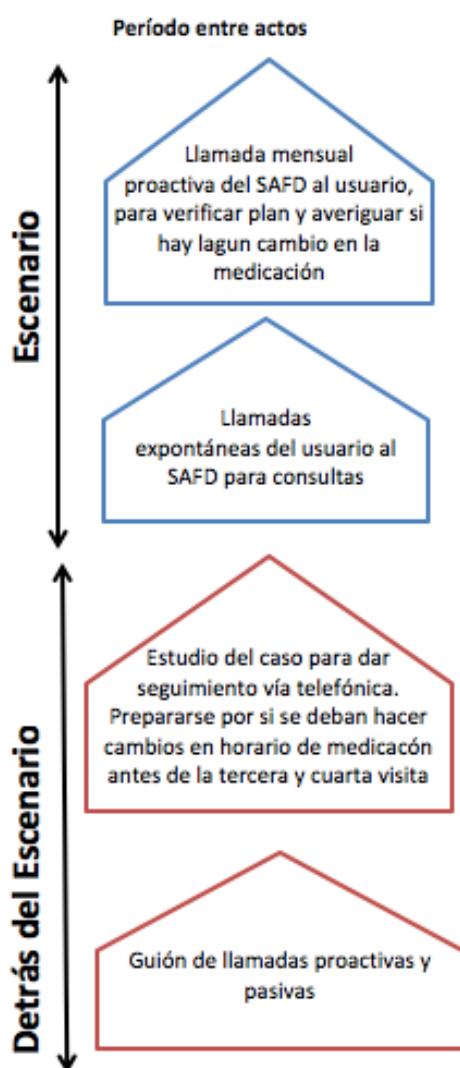 Período entre actos
Escenario
Llamada mensual
proactiva del SAFD al usuario,
para verificar plan y averiguar si
hay lagun cambio en la
medicación
Llamadas
expontáneas del usuario al
SAFD para consultas
Detrás del Escenario
Estudio del caso para dar
seguimiento vía telefónica.
Prepararse por si se deban hacer
cambios en horario de medicacón
antes de la tercera y cuarta visita
Guión de llamadas proactivas y
pasivas